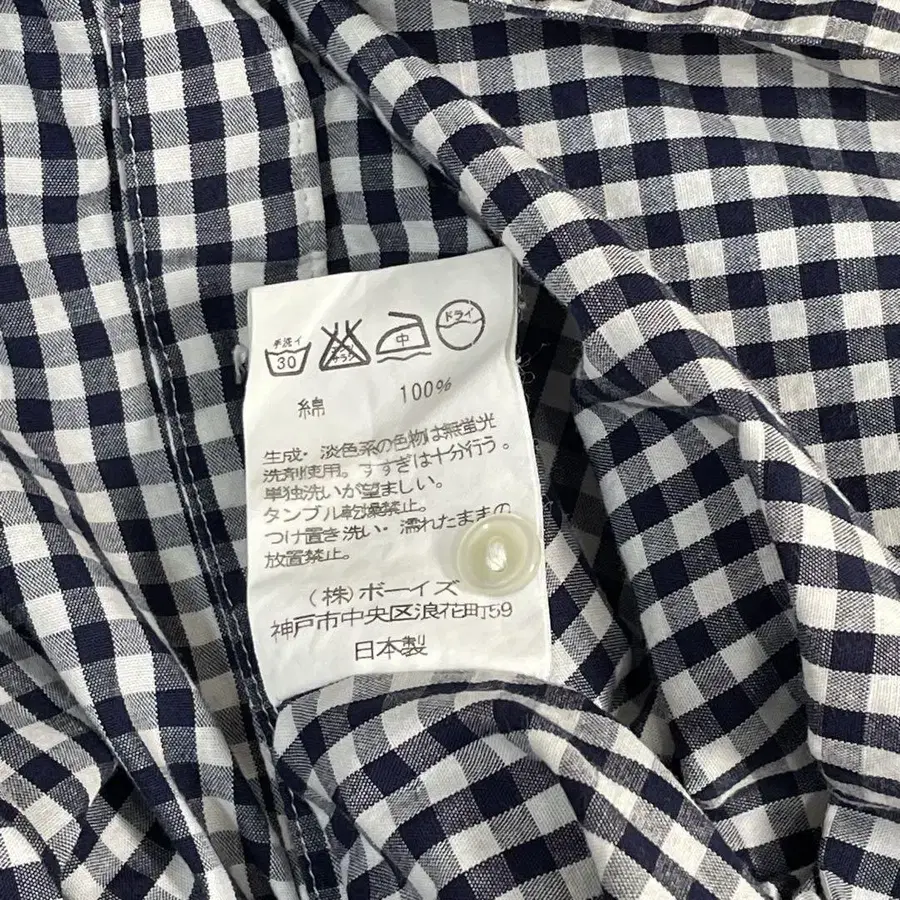 手洗イ
30
中
ドライ
綿 100%
生成・淡色系の色物は無蛍光
洗剤使用。すすぎは十分行う。
単独洗いが望ましい。
タンブル乾燥禁止。
つけ置き洗い・濡れたままの
放置禁止。
(株)ボーイズ
神戸市中央区浪花町59
日本製